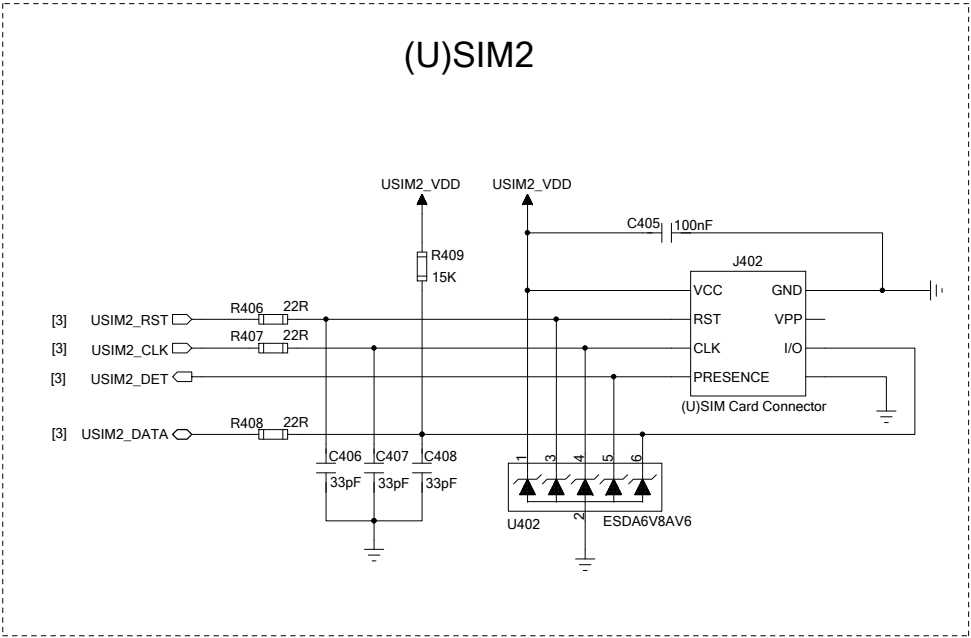 (U)SIM2
USIM2_VDD
USIM2_VDD
C405
100nF
R409
15K
J402
VCC
GND
RST
VPP
CLK
I/O
PRESENCE
(U)SIM Card Connector
[3] USIM2_RST
R406 22R
[3] USIM2_CLK
R407 22R
[3] USIM2_DET
[3] USIM2_DATA
R408 22R
C406
33pF
C407
33pF
C408
33pF
1
3
4
5
6
2
U402
ESDA6V8AV6